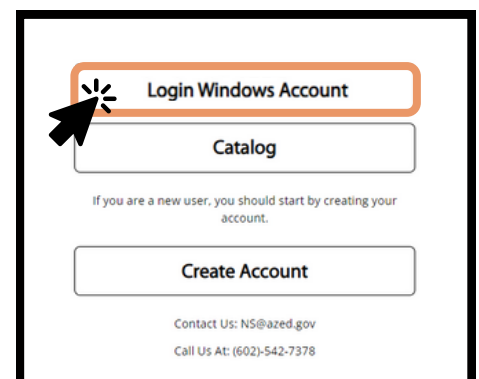 Login Windows Account
Catalog
If you are a new user, you should start by creating your
account.
Create Account
Contact Us: NS@azed.gov
Call Us At: (602)-542-7378